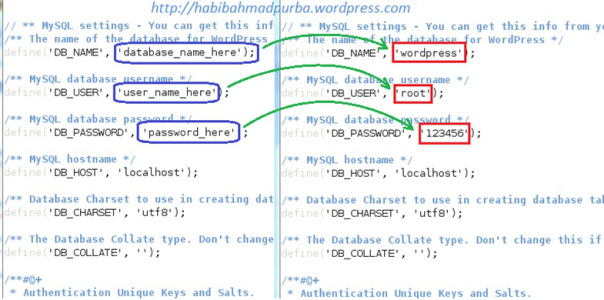 http://habibahmadpurba.wordpress.com
// ** MySQL settings - You can get this inf
/** The name of the database for WordPress
define('DB_NAME', 'database_name_here');
/** MySQL database username */
define('DB_USER', 'user_name_here');
/** MySQL database password */
define('DB_PASSWORD', 'password_here');
/** MySQL hostname */
define('DB_HOST', 'localhost');
/** Database Charset to use in creating dat
define('DB_CHARSET', 'utf8');
/** The Database Collate type. Don't change
define('DB_COLLATE', '');
/**#@+
* Authentication Unique Keys and Salts.
// ** MySQL settings - You can get this info from yo
/** The name of the database for WordPress */
define('DB_NAME', 'wordpress');
/** MySQL database username */
define('DB_USER', 'root');
/** MySQL database password */
define('DB_PASSWORD', '123456');
/** MySQL hostname */
define('DB_HOST', 'localhost');
/** Database Charset to use in creating database tab
define('DB_CHARSET', 'utf8');
/** The Database Collate type. Don't change this if
define('DB_COLLATE', '');
/**#@+
* Authentication Unique Keys and Salts.